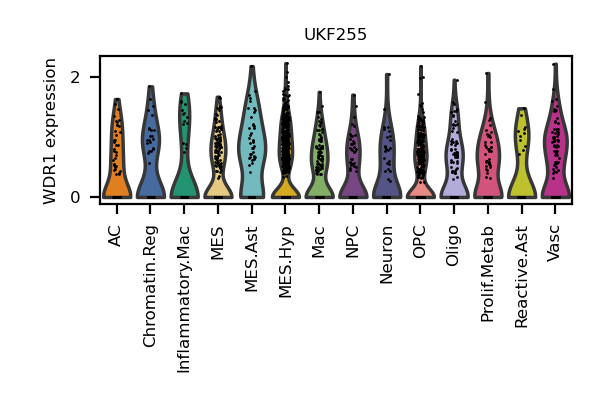 UKF255
WDR1 expression
2
0
AC
Chromatin.Reg
Inflammatory.Mac
MES
MES.Ast
MES.Hyp
Mac
NPC
Neuron
OPC
Oligo
Prolif.Metab
Reactive.Ast
Vasc